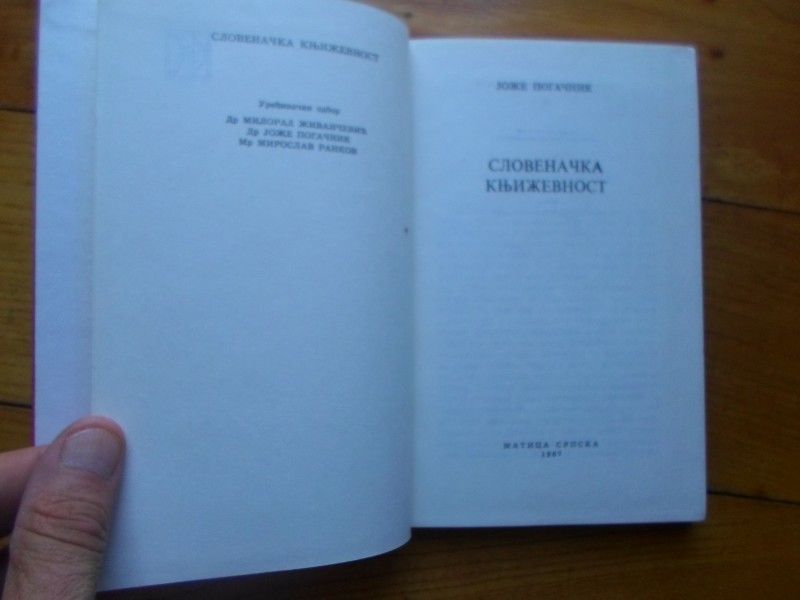 СЛОВЕНАЧКА КЊИЖЕВНОСТ
Уређивачки одбор
Др МИЛОРАД ЖИВАНЧЕВИЋ
Др ЈОЖЕ ПОГАЧНИК
Мр МИРОСЛАВ РАНКОВ
ЈОЖЕ ПОГАЧНИК
СЛОВЕНАЧКА
КЊИЖЕВНОСТ
МАТИЦА СРПСКА
1987